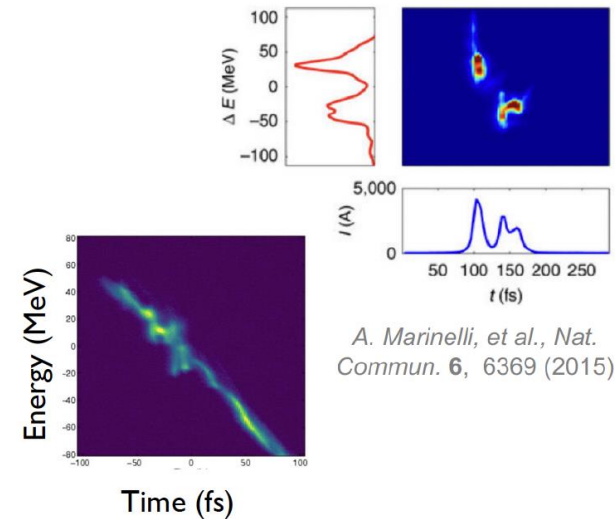 100
50
0
−50
−100
Δ E (MeV)
5,000
0
I (A)
50 100 150 200 250
t (fs)
A. Marinelli, et al., Nat.
Commun. 6, 6369 (2015)
80
60
40
20
0
-20
-40
-60
-80
Energy (MeV)
-100 -50 0 50 100
Time (fs)